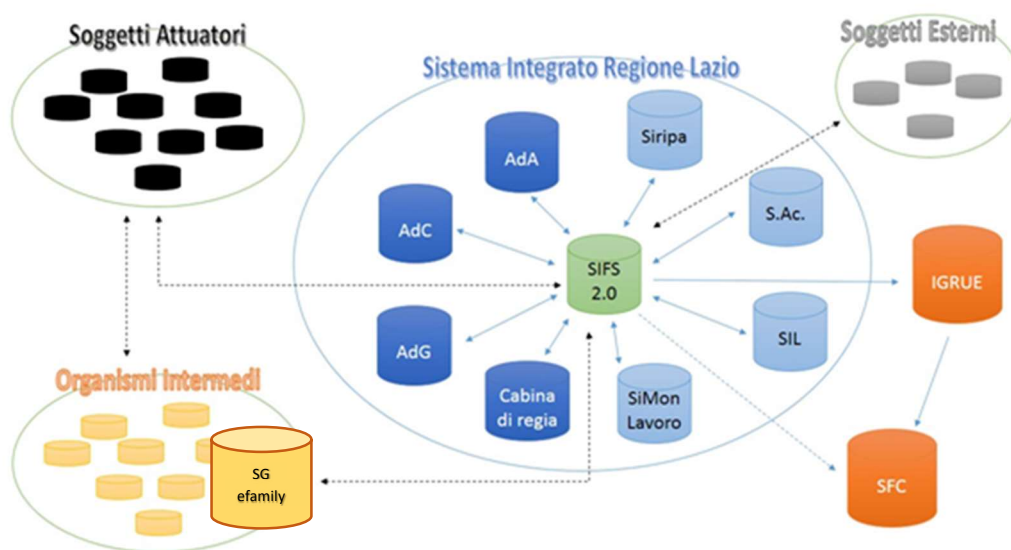 Soggetti Attuatori
Soggetti Esterni
Sistema Integrato Regione Lazio
Siripa
AdA
S.Ac.
AdC
SIFS
2.0
IGRUE
AdG
SIL
Cabina
di regia
SiMon
Lavoro
Organismi Intermedi
SG
efamily
SFC